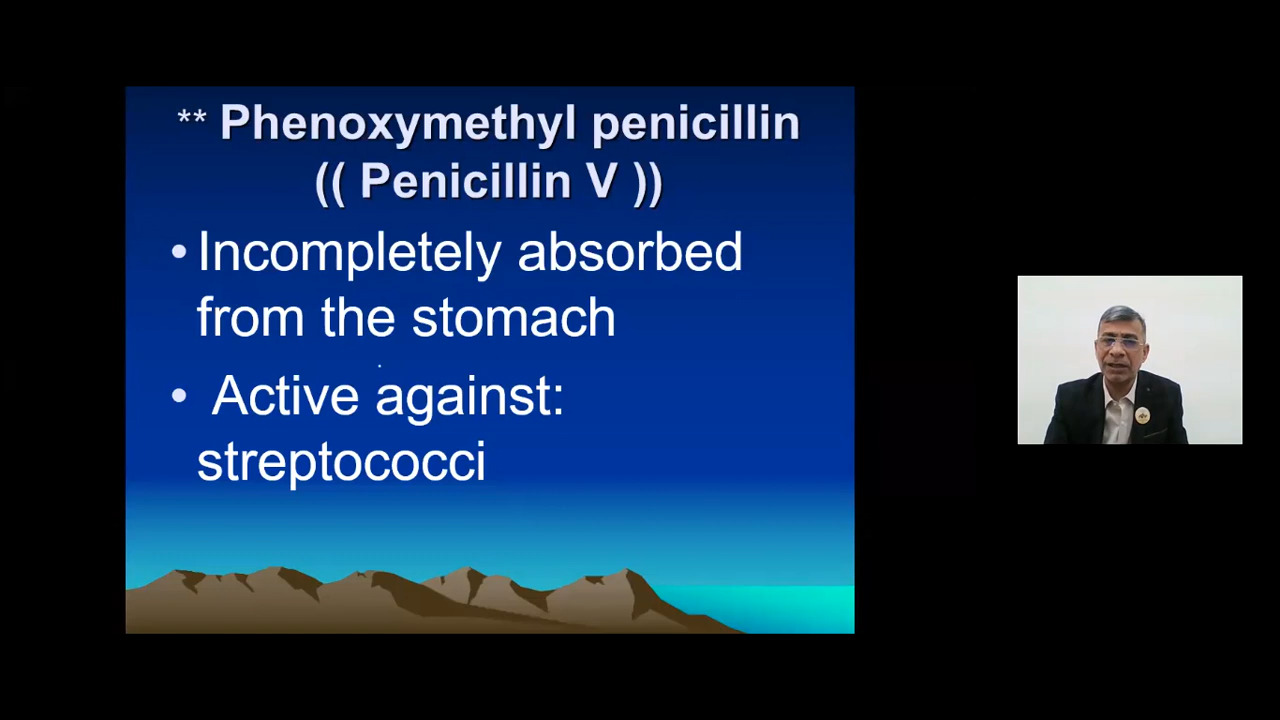 ** Phenoxymethyl penicillin
(( Penicillin V ))
• Incompletely absorbed
from the stomach
• Active against:
streptococci